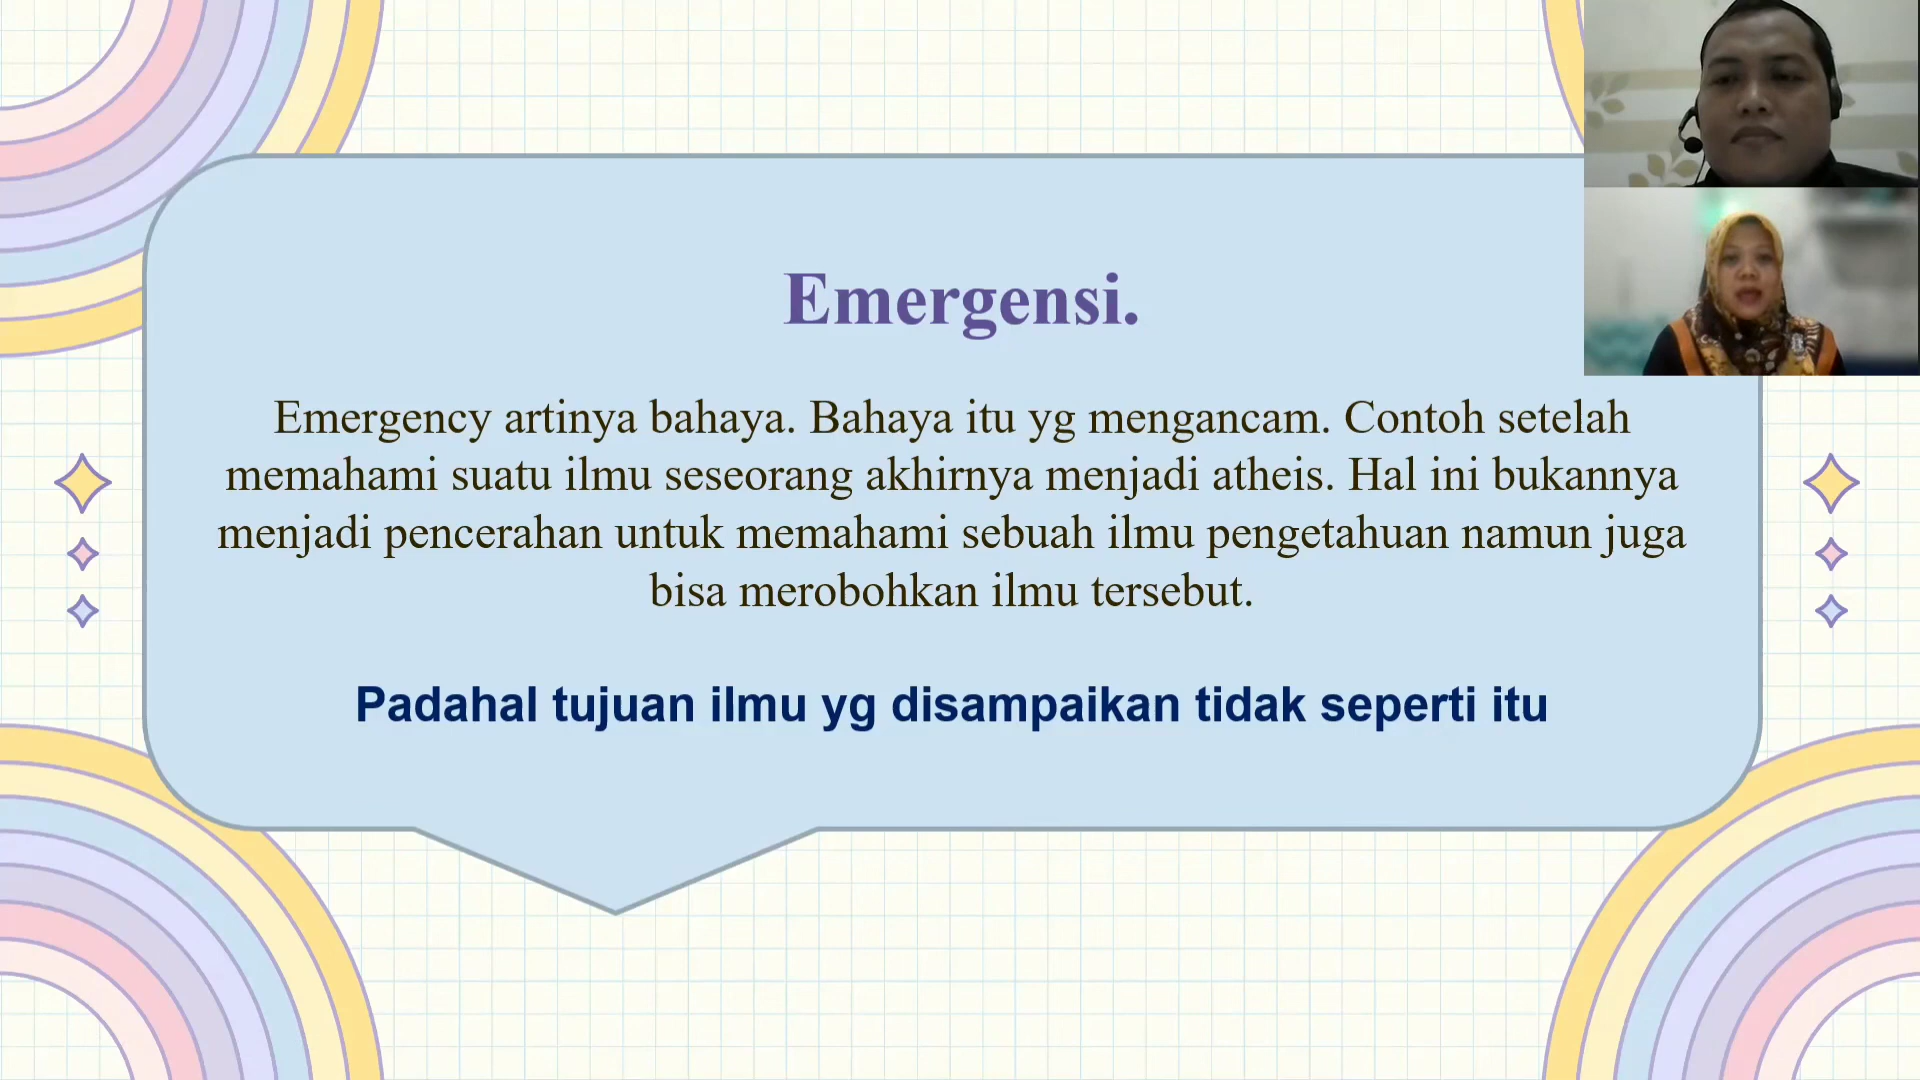 Emergensi.
Emergency artinya bahaya. Bahaya itu yg mengancam. Contoh setelah
memahami suatu ilmu seseorang akhirnya menjadi atheis. Hal ini bukannya
menjadi pencerahan untuk memahami sebuah ilmu pengetahuan namun juga
bisa merobohkan ilmu tersebut.
Padahal tujuan ilmu yg disampaikan tidak seperti itu